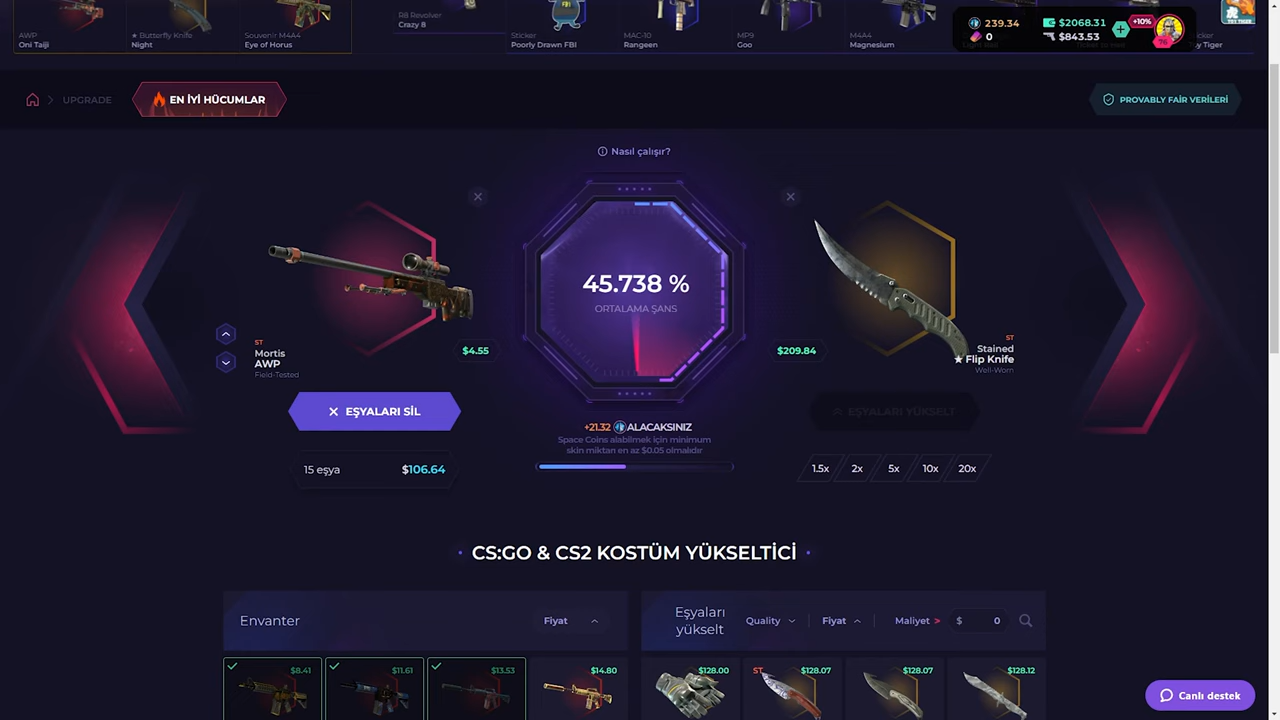 AWP
Oni Taiji
★ Butterfly Knife
Night
Souvenir M4A4
Eye of Horus
R8 Revolver
Crazy 8
Sticker
Poorly Drawn FBI
MAC-10
Rangeen
MP9
Goo
M4A4
Magnesium
239.34
0
$2068.31
$843.53
+10%
UPGRADE
EN İYİ HÜCUMLAR
PROVABLY FAIR VERİLERİ
Nasıl çalışır?
45.738 %
ORTALAMA ŞANS
ST
Mortis
AWP
Field-Tested
$4.55
$209.84
ST
Stained
★ Flip Knife
Well-Worn
EŞYALARI SİL
EŞYALARI YÜKSELT
+21.32 ALACAKSINIZ
Space Coins alabilmek için minimum
skin miktarı en az $0.05 olmalıdır
15 eşya
$106.64
1.5x
2x
5x
10x
20x
CS:GO & CS2 KOSTÜM YÜKSELTİCİ
Envanter
Fiyat
Eşyaları
yükselt
Quality
Fiyat
Maliyet >
$ 0
$8.41
$11.61
$13.53
$14.80
$128.00
ST
$128.07
$128.07
$128.12
Canlı destek